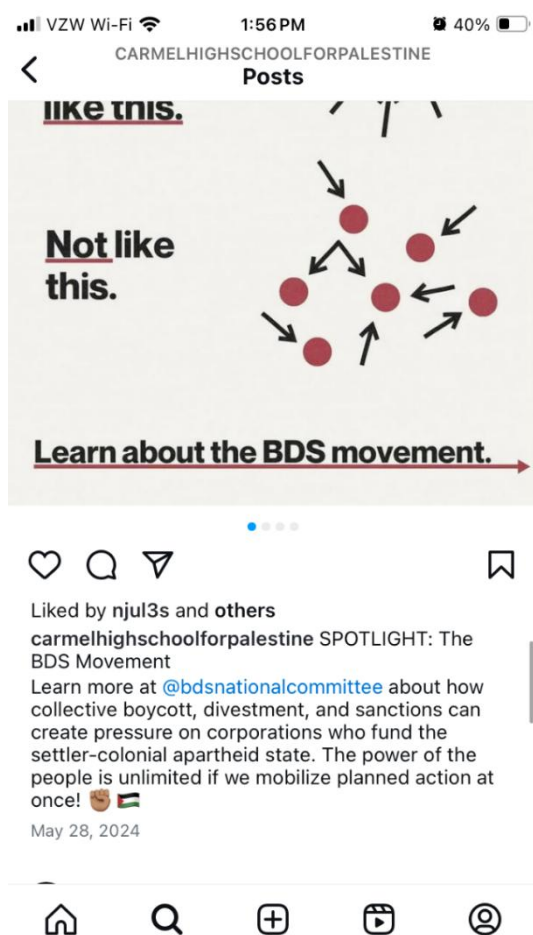 VZW Wi-Fi 1:56 PM 40%
CARMELHIGHSCHOOLFORPALESTINE
Posts
like this.
Not like
this.
Learn about the BDS movement.
Liked by njul3s and others
carmelhighschoolforpalestine SPOTLIGHT: The
BDS Movement
Learn more at @bdsnationalcommittee about how
collective boycott, divestment, and sanctions can
create pressure on corporations who fund the
settler-colonial apartheid state. The power of the
people is unlimited if we mobilize planned action at
once! ✊🏽 🇵🇸
May 28, 2024